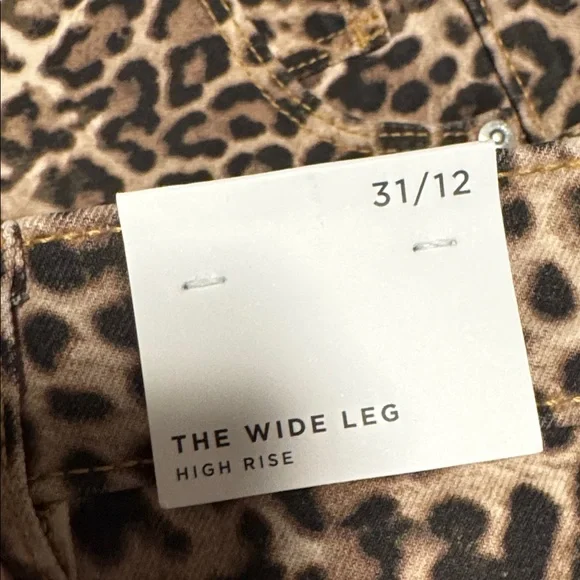 31/12
THE WIDE LEG
HIGH RISE